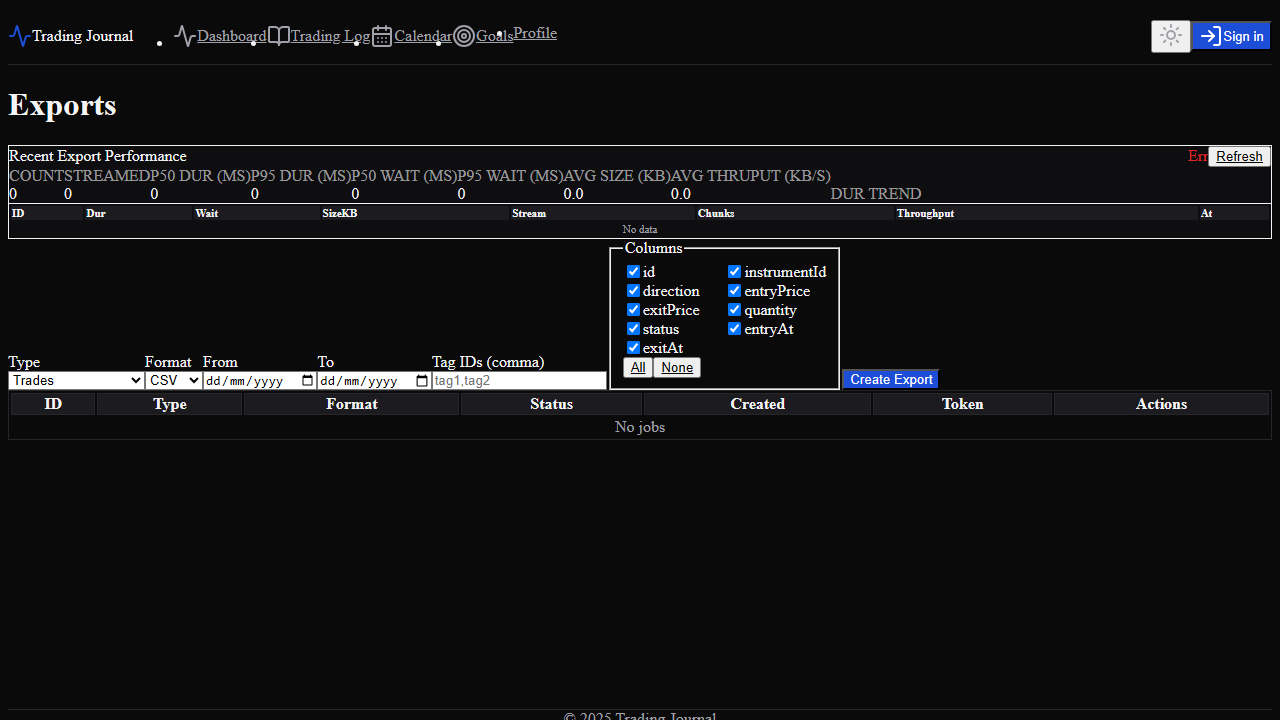 Trading Journal Dashboard Trading Log Calendar Goals Profile Sign in
Exports
Recent Export Performance Err Refresh
COUNT STREAMED P50 DUR (MS) P95 DUR (MS) P50 WAIT (MS) P95 WAIT (MS) AVG SIZE (KB) AVG THRUPUT (KB/S)
0 0 0 0 0 0 0.0 0.0 DUR TREND
ID Dur Wait SizeKB Stream Chunks Throughput At
No data
Columns
id instrumentId
direction entryPrice
exitPrice quantity
status entryAt
exitAt
All None
Type Format From To Tag IDs (comma)
Trades CSV dd/mm/yyyy dd/mm/yyyy tag1,tag2 Create Export
ID Type Format Status Created Token Actions
No jobs
© 2025 Trading Journal